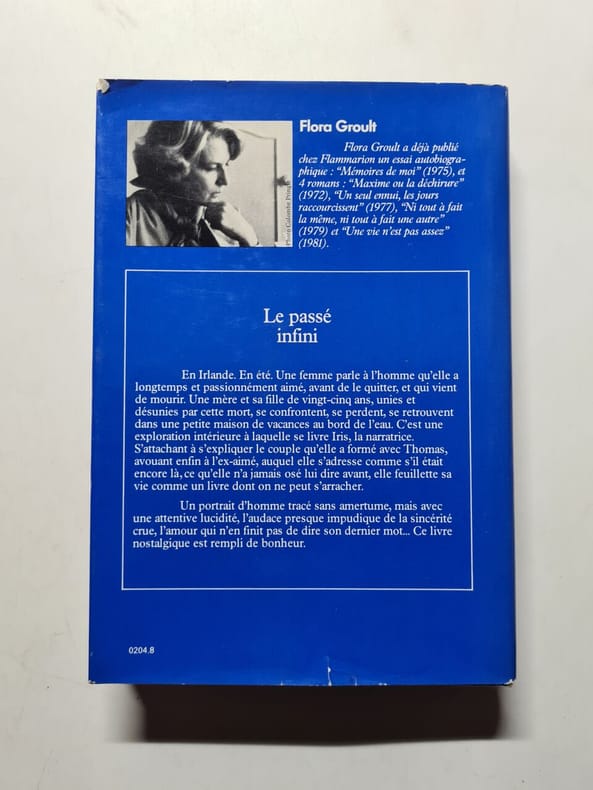 Flora Groult
Flora Groult a déjà publié
chez Flammarion un essai autobiogra-
phique : “Mémoires de moi” (1975), et
4 romans : “Maxime ou la déchirure”
(1972), “Un seul ennui, les jours
raccourcissent” (1977), “Ni tout à fait
la même, ni tout à fait une autre”
(1979) et “Une vie n'est pas assez”
(1981).
Photo Colombe Pringle
Le passé
infini
En Irlande. En été. Une femme parle à l'homme qu'elle a
longtemps et passionnément aimé, avant de le quitter, et qui vient
de mourir. Une mère et sa fille de vingt-cinq ans, unies et
désunies par cette mort, se confrontent, se perdent, se retrouvent
dans une petite maison de vacances au bord de l'eau. C'est une
exploration intérieure à laquelle se livre Iris, la narratrice.
S'attachant à s'expliquer le couple qu'elle a formé avec Thomas,
avouant enfin à l'ex-aimé, auquel elle s'adresse comme s'il était
encore là, ce qu'elle n'a jamais osé lui dire avant, elle feuillette sa
vie comme un livre dont on ne peut s'arracher.
Un portrait d'homme tracé sans amertume, mais avec
une attentive lucidité, l'audace presque impudique de la sincérité
crue, l'amour qui n'en finit pas de dire son dernier mot... Ce livre
nostalgique est rempli de bonheur.
0204.8